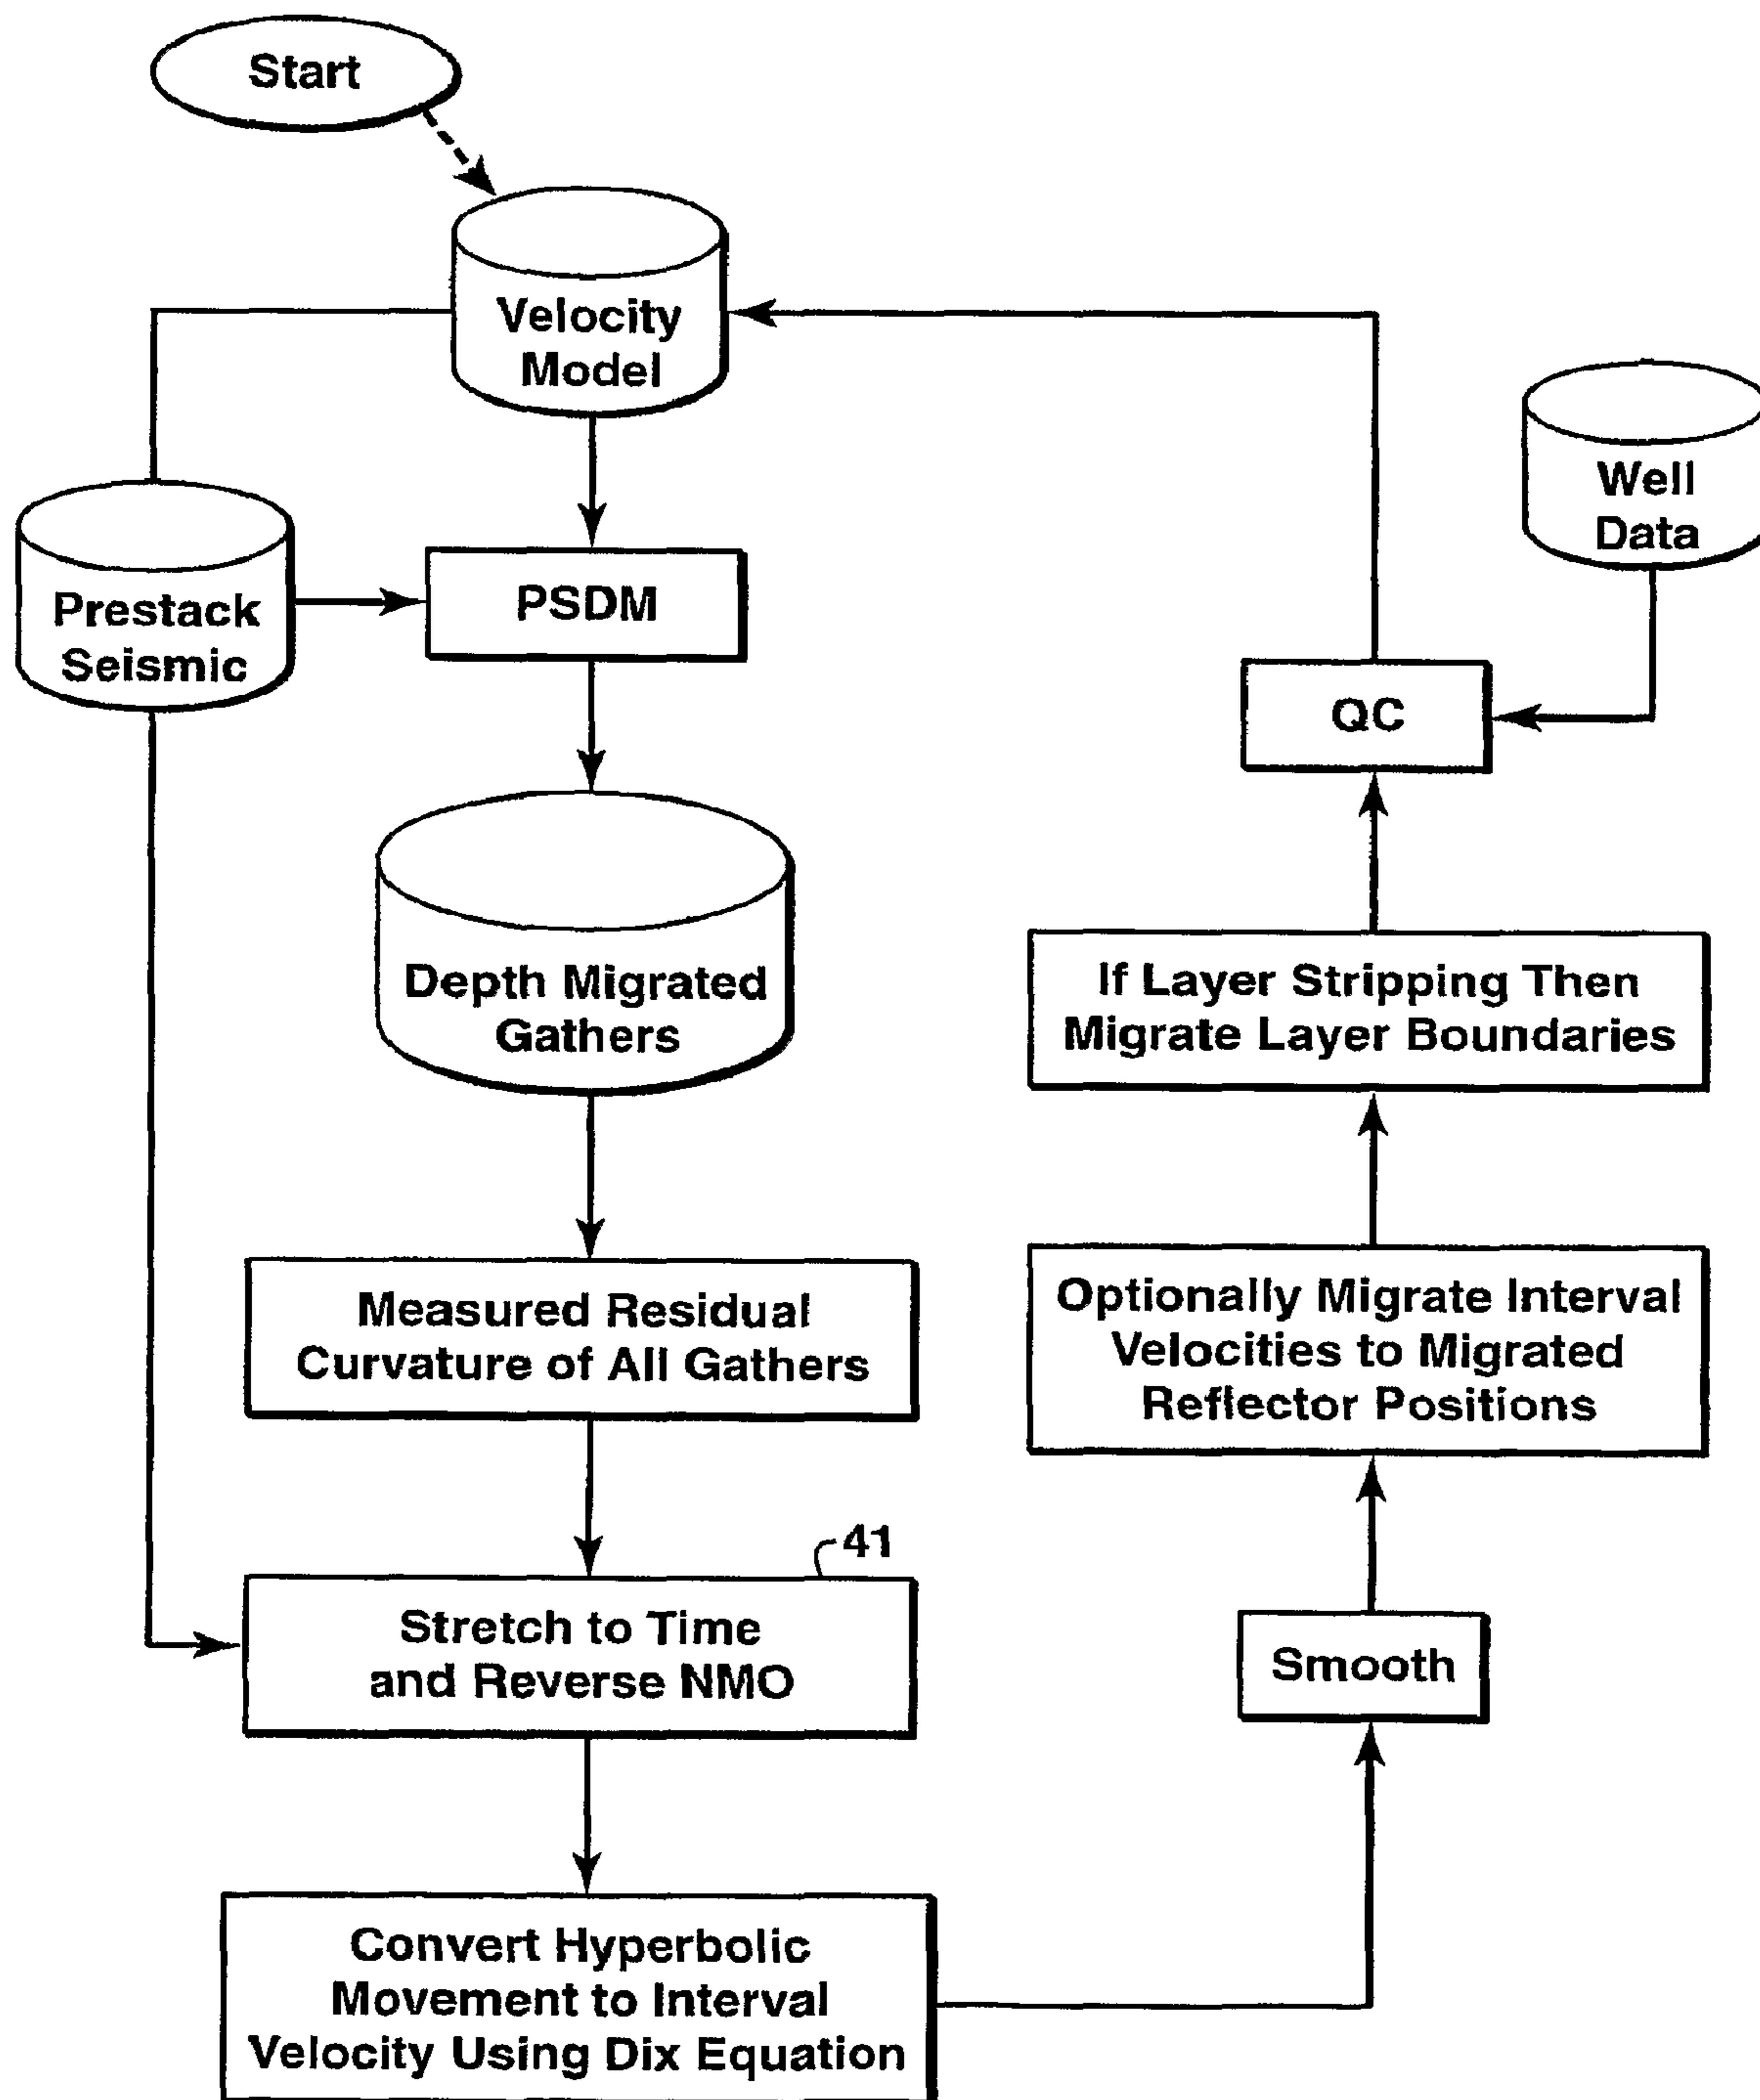 Start
Velocity
Model
Well
Data
Prestack
Seismic
PSDM
QC
Depth Migrated
Gathers
If Layer Stripping Then
Migrate Layer Boundaries
Measured Residual
Curvature of All Gathers
Optionally Migrate Interval
Velocities to Migrated
Reflector Positions
41
Stretch to Time
and Reverse NMO
Smooth
Convert Hyperbolic
Movement to Interval
Velocity Using Dix Equation